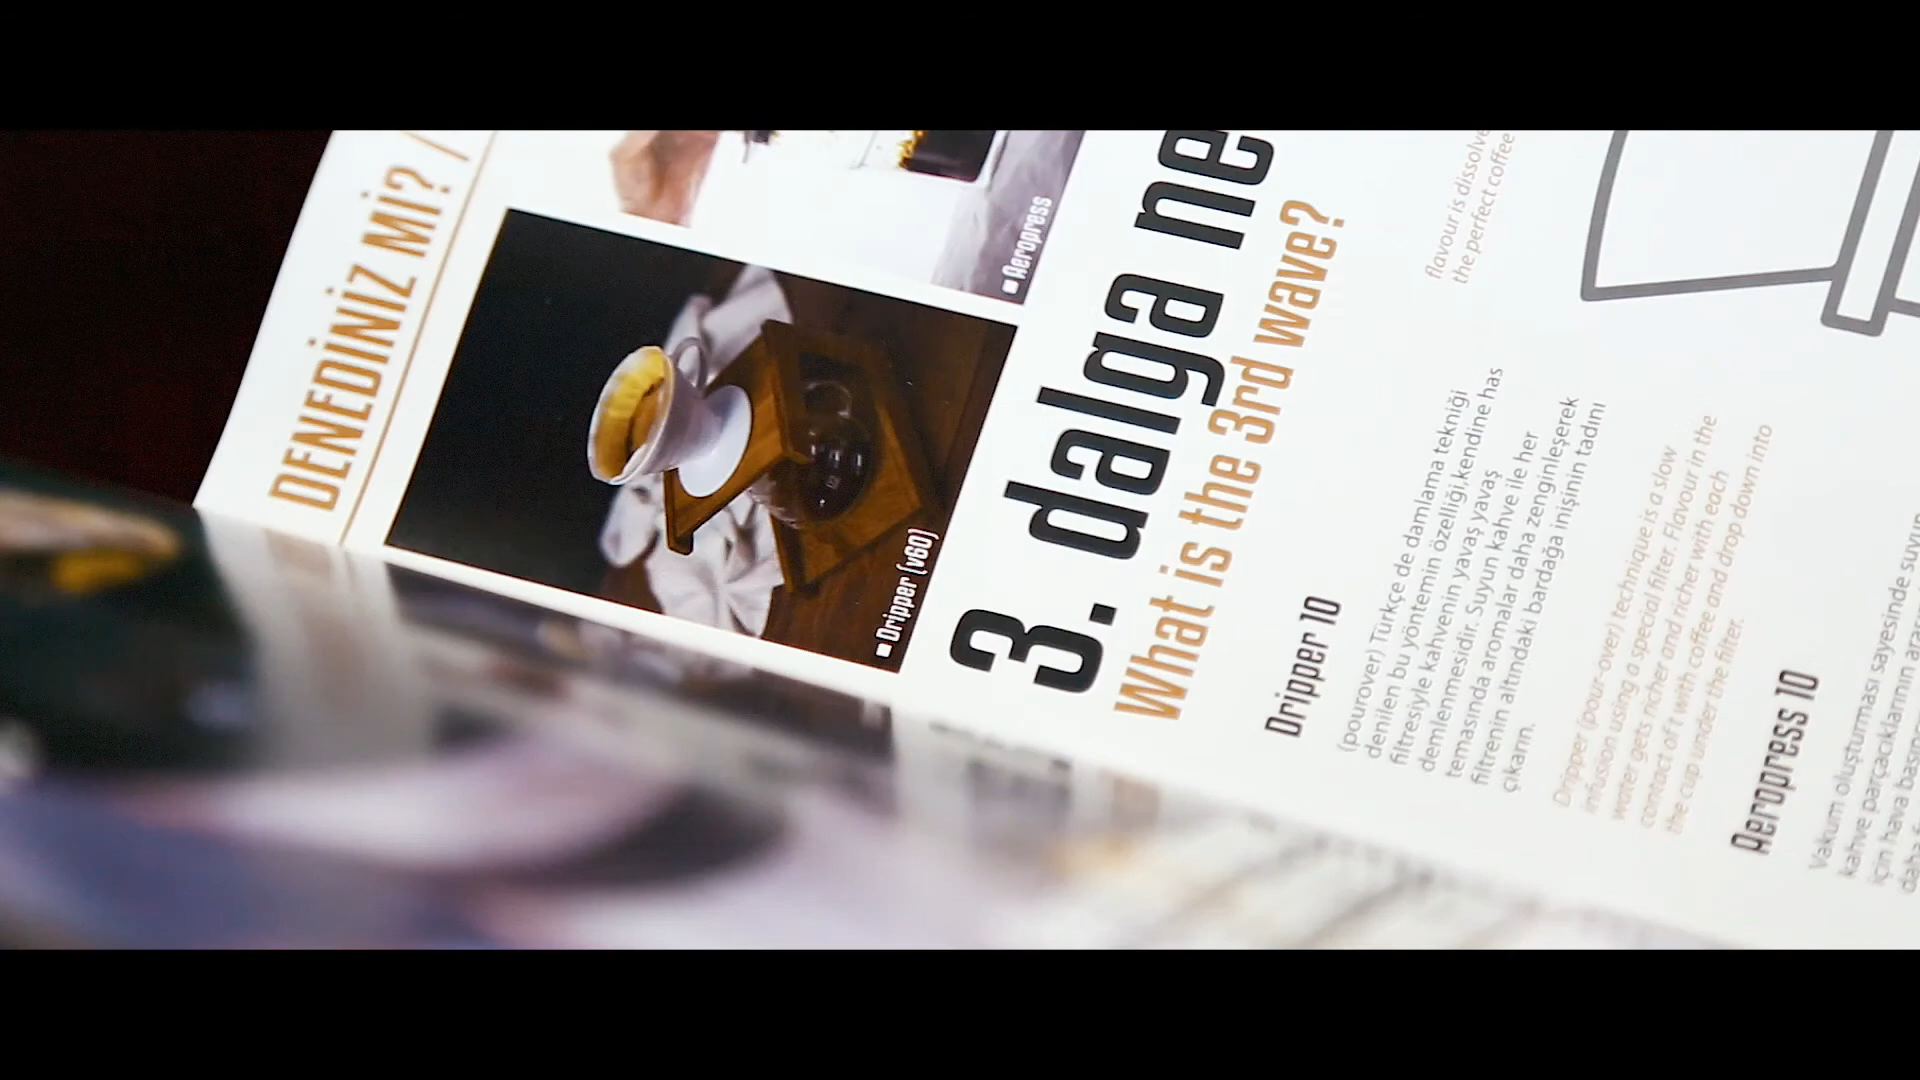 DENEDİNİZ Mİ? /
▪ Aeropress
▪ Dripper (v60)
3. dalga ne
What is the 3rd wave?
Dripper 10
(pourover) Türkçe de damlama tekniği
denilen bu yöntemin özelliği,kendine has
filtresiyle kahvenin yavaş yavaş
demlenmesidir. Suyun kahve ile her
temasında aromalar daha zenginleşerek
filtrenin altındaki bardağa inişinin tadını
çıkarın.
Dripper (pour-over) technique is a slow
infusion using a special filter. Flavour in the
water gets richer and richer with each
contact of t with coffee and drop down into
the cup under the filter.
flavour is
the perfect coffee
Aeropress 10
Vakum oluşturması sayesinde suyun
kahve parçacıklarının
için hava
daha